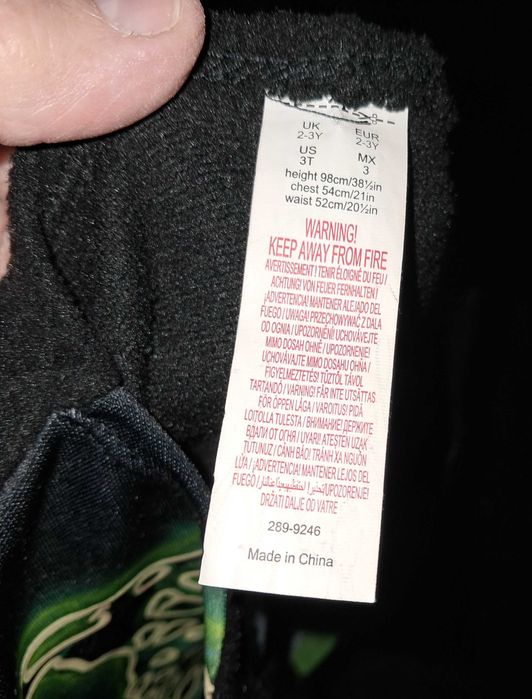 UK EUR
2-3Y 2-3Y
US MX
3T 3
height 98cm/38½in
chest 54cm/21in
waist 52cm/20½in
WARNING!
KEEP AWAY FROM FIRE
AVERTISSEMENT ! TENIR ÉLOIGNÉ DU FEU /
ACHTUNG! VON FEUER FERNHALTEN /
¡ADVERTENCIA! MANTENER ALEJADO DEL
FUEGO / UWAGA! PRZECHOWYWAĆ Z DALA
OD OGNIA / UPOZORNĚNÍ! UCHOVÁVEJTE
MIMO DOSAH OHNĚ / UPOZORNENIE!
UCHOVÁVAJTE MIMO DOSAHU OHŇA /
FIGYELMEZTETÉS! TŰZTŐL TÁVOL
TARTANDÓ / VARNING! FÅR INTE UTSÄTTAS
FÖR ÖPPEN LÅGA / VAROITUS! PIDÄ
LOITOLLA TULESTA / ВНИМАНИЕ! ДЕРЖИТЕ
ВДАЛИ ОТ ОГНЯ / UYARI! ATEŞTEN UZAK
TUTUNUZ / CẢNH BÁO! TRÁNH XA NGUỒN
LỬA / ¡ADVERTENCIA! MANTENER LEJOS DEL
FUEGO / UPOZORENJE!
DRŽATI DALJE OD VATRE
289-9246
Made in China